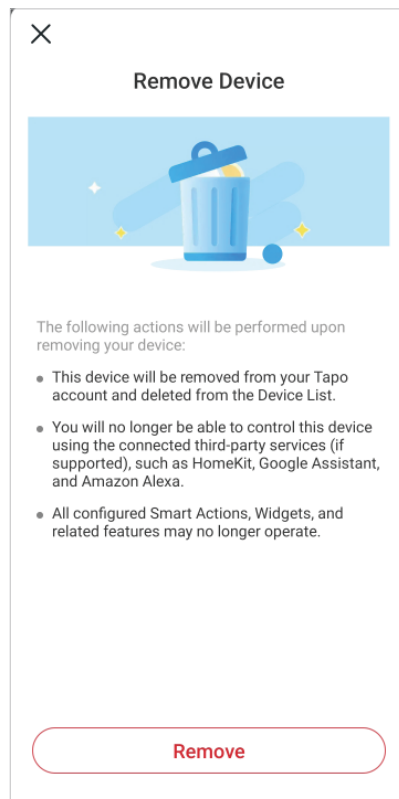 Remove Device
The following actions will be performed upon
removing your device:
● This device will be removed from your Tapo
account and deleted from the Device List.
● You will no longer be able to control this device
using the connected third-party services (if
supported), such as HomeKit, Google Assistant,
and Amazon Alexa.
● All configured Smart Actions, Widgets, and
related features may no longer operate.
Remove